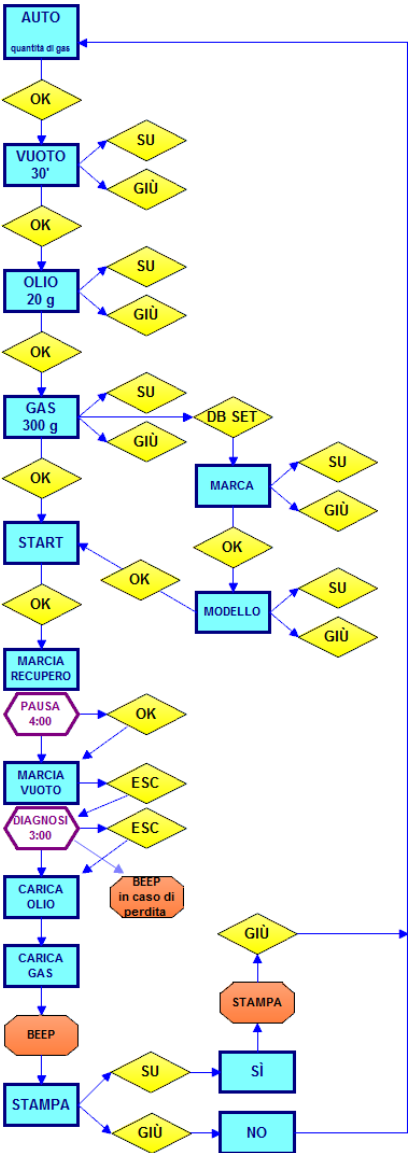 AUTO
quantità di gas
OK
SU
VUOTO
30'
GIÙ
OK
SU
OLIO
20 g
GIÙ
OK
SU
GAS
300 g
DB SET
GIÙ
SU
OK
MARCA
GIÙ
START
OK
OK
SU
OK
MODELLO
GIÙ
MARCIA
RECUPERO
PAUSA
4:00
OK
MARCIA
VUOTO
ESC
DIAGNOSI
3:00
ESC
CARICA
OLIO
BEEP
in caso di
perdita
GIÙ
CARICA
GAS
STAMPA
BEEP
SU
SÌ
STAMPA
GIÙ
NO